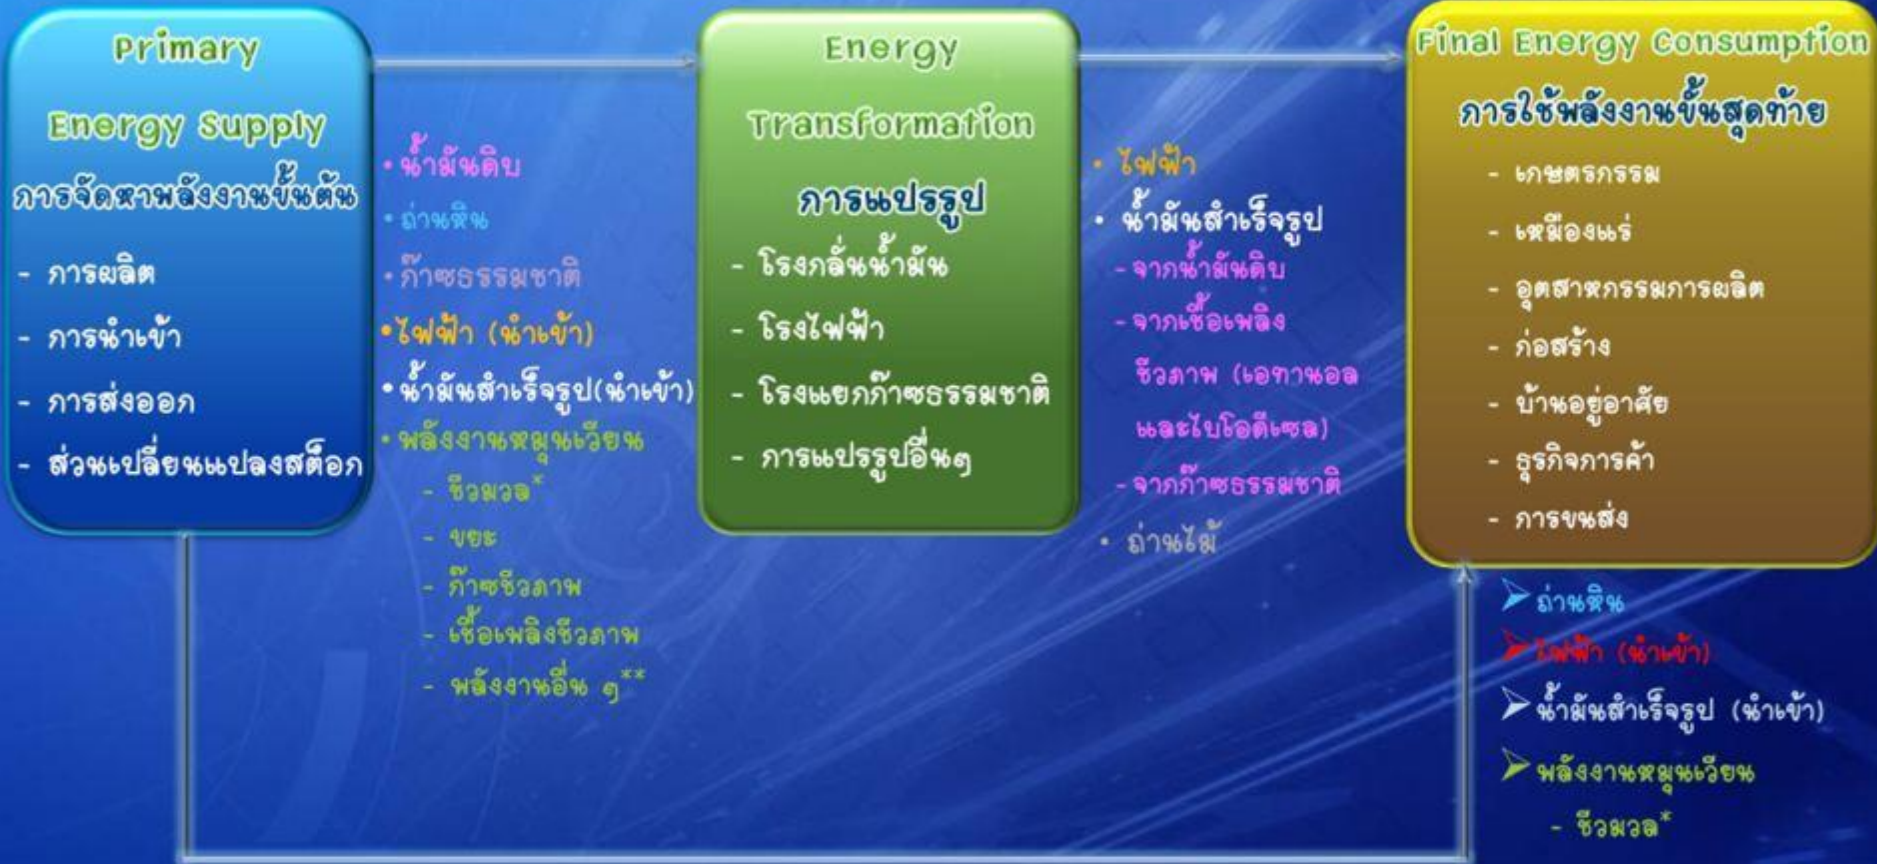 Primary
Energy Supply
การจัดหาพลังงานขั้นต้น
- การผลิต
- การนำเข้า
- การส่งออก
- ส่วนเปลี่ยนแปลงสต๊อก
• น้ำมันดิบ
• ถ่านหิน
• ก๊าซธรรมชาติ
• ไฟฟ้า (นำเข้า)
• น้ำมันสำเร็จรูป(นำเข้า)
• พลังงานหมุนเวียน
- ชีวมวล*
- ขยะ
- ก๊าซชีวภาพ
- เชื้อเพลิงชีวภาพ
- พลังงานอื่น ๆ**
Energy
Transformation
การแปรรูป
- โรงกลั่นน้ำมัน
- โรงไฟฟ้า
- โรงแยกก๊าซธรรมชาติ
- การแปรรูปอื่นๆ
• ไฟฟ้า
• น้ำมันสำเร็จรูป
- จากน้ำมันดิบ
- จากเชื้อเพลิง
ชีวภาพ (เอทานอล
และไบโอดีเซล)
- จากก๊าซธรรมชาติ
• ถ่านไม้
Final Energy Consumption
การใช้พลังงานขั้นสุดท้าย
- เกษตรกรรม
- เหมืองแร่
- อุตสาหกรรมการผลิต
- ก่อสร้าง
- บ้านอยู่อาศัย
- ธุรกิจการค้า
- การขนส่ง
➢ ถ่านหิน
➢ ไฟฟ้า (นำเข้า)
➢ น้ำมันสำเร็จรูป (นำเข้า)
➢ พลังงานหมุนเวียน
- ชีวมวล*